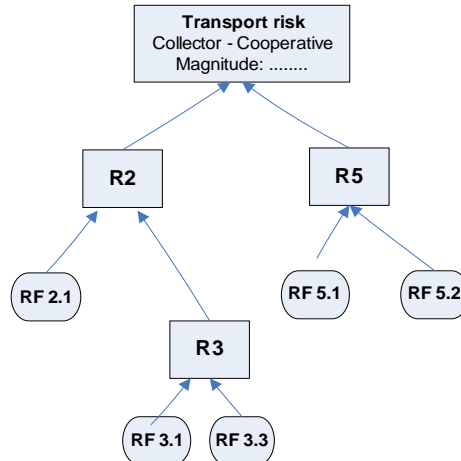 Transport risk
Collector - Cooperative
Magnitude: ........
R2
R5
RF 2.1
RF 5.1
RF 5.2
R3
RF 3.1
RF 3.3